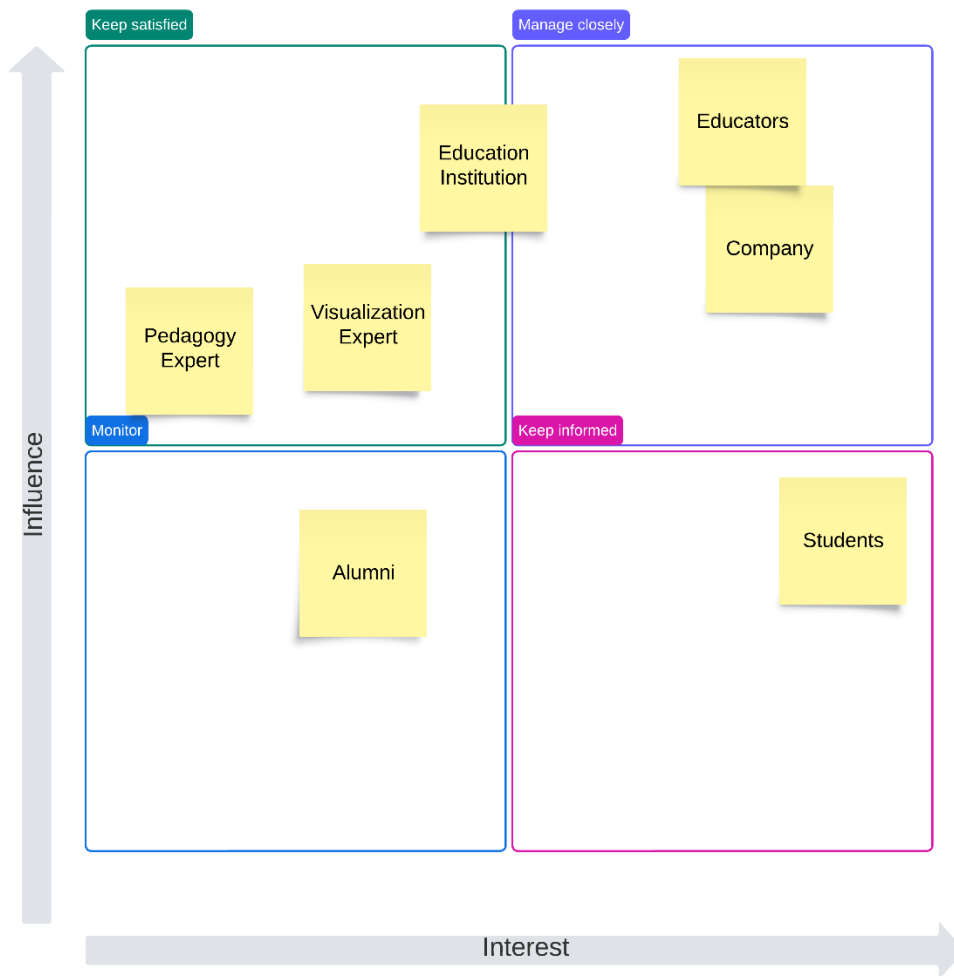 Keep satisfied
Manage closely
Educators
Education
Institution
Company
Visualization
Expert
Pedagogy
Expert
Monitor
Keep informed
Influence
Students
Alumni
Interest